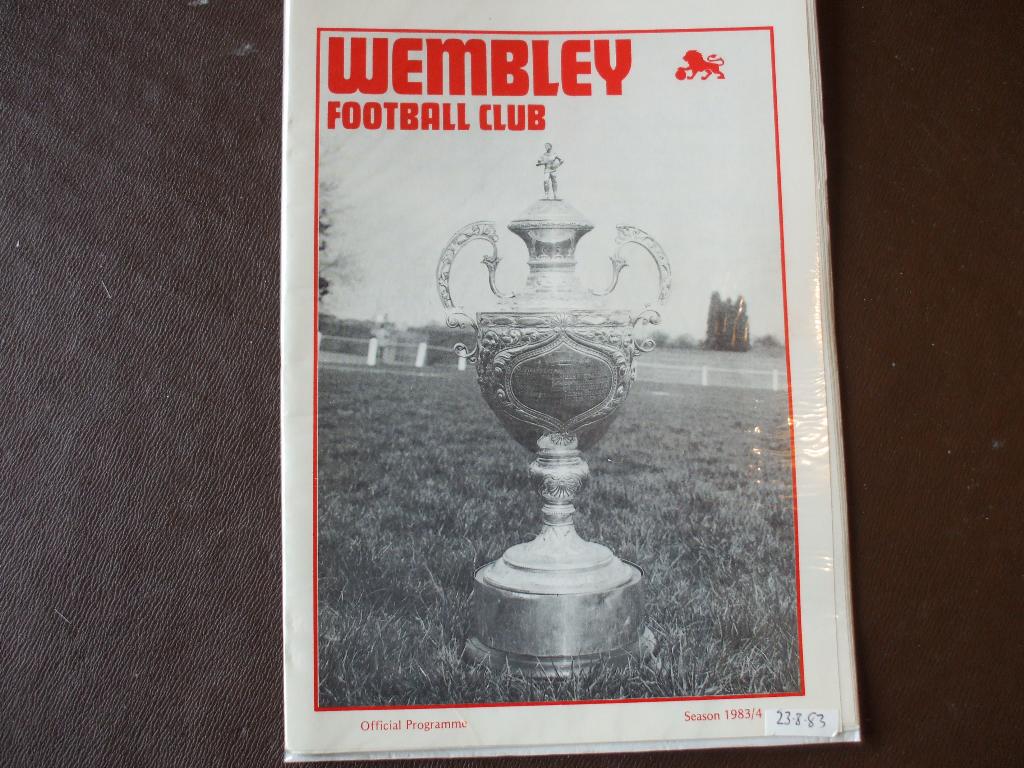 WEMBLEY
FOOTBALL CLUB
Official Programme
Season 1983/4
23-8-83